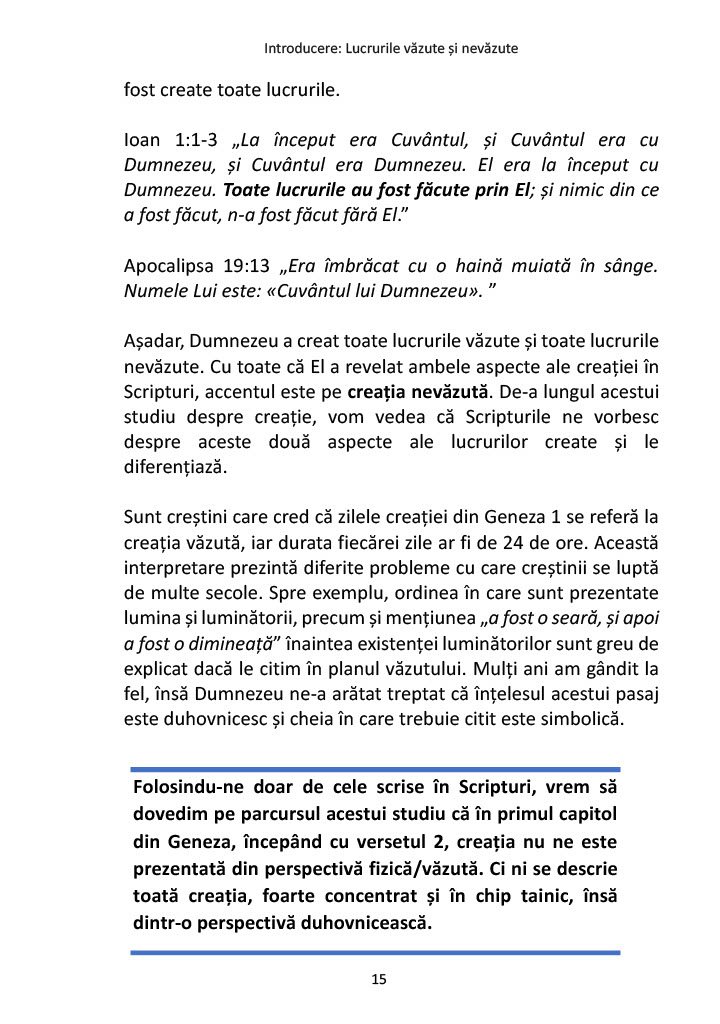 Introducere: Lucrurile văzute și nevăzute
fost create toate lucrurile.
Ioan 1:1-3 „La început era Cuvântul, și Cuvântul era cu
Dumnezeu, și Cuvântul era Dumnezeu. El era la început cu
Dumnezeu. Toate lucrurile au fost făcute prin El; și nimic din ce
a fost făcut, n-a fost făcut fără El.”
Apocalipsa 19:13 „Era îmbrăcat cu o haină muiată în sânge.
Numele Lui este: «Cuvântul lui Dumnezeu». ”
Așadar, Dumnezeu a creat toate lucrurile văzute și toate lucrurile
nevăzute. Cu toate că El a revelat ambele aspecte ale creației în
Scripturi, accentul este pe creația nevăzută. De-a lungul acestui
studiu despre creație, vom vedea că Scripturile ne vorbesc
despre aceste două aspecte ale lucrurilor create și le
diferențiază.
Sunt creștini care cred că zilele creației din Geneza 1 se referă la
creația văzută, iar durata fiecărei zile ar fi de 24 de ore. Această
interpretare prezintă diferite probleme cu care creștinii se luptă
de multe secole. Spre exemplu, ordinea în care sunt prezentate
lumina și luminătorii, precum și mențiunea „a fost o seară, și apoi
a fost o dimineață” înaintea existenței luminătorilor sunt greu de
explicat dacă le citim în planul văzutului. Mulți ani am gândit la
fel, însă Dumnezeu ne-a arătat treptat că înțelesul acestui pasaj
este duhovnicesc și cheia în care trebuie citit este simbolică.
Folosindu-ne doar de cele scrise în Scripturi, vrem să
dovedim pe parcursul acestui studiu că în primul capitol
din Geneza, începând cu versetul 2, creația nu ne este
prezentată din perspectivă fizică/văzută. Ci ni se descrie
toată creația, foarte concentrat și în chip tainic, însă
dintr-o perspectivă duhovnicească.
15